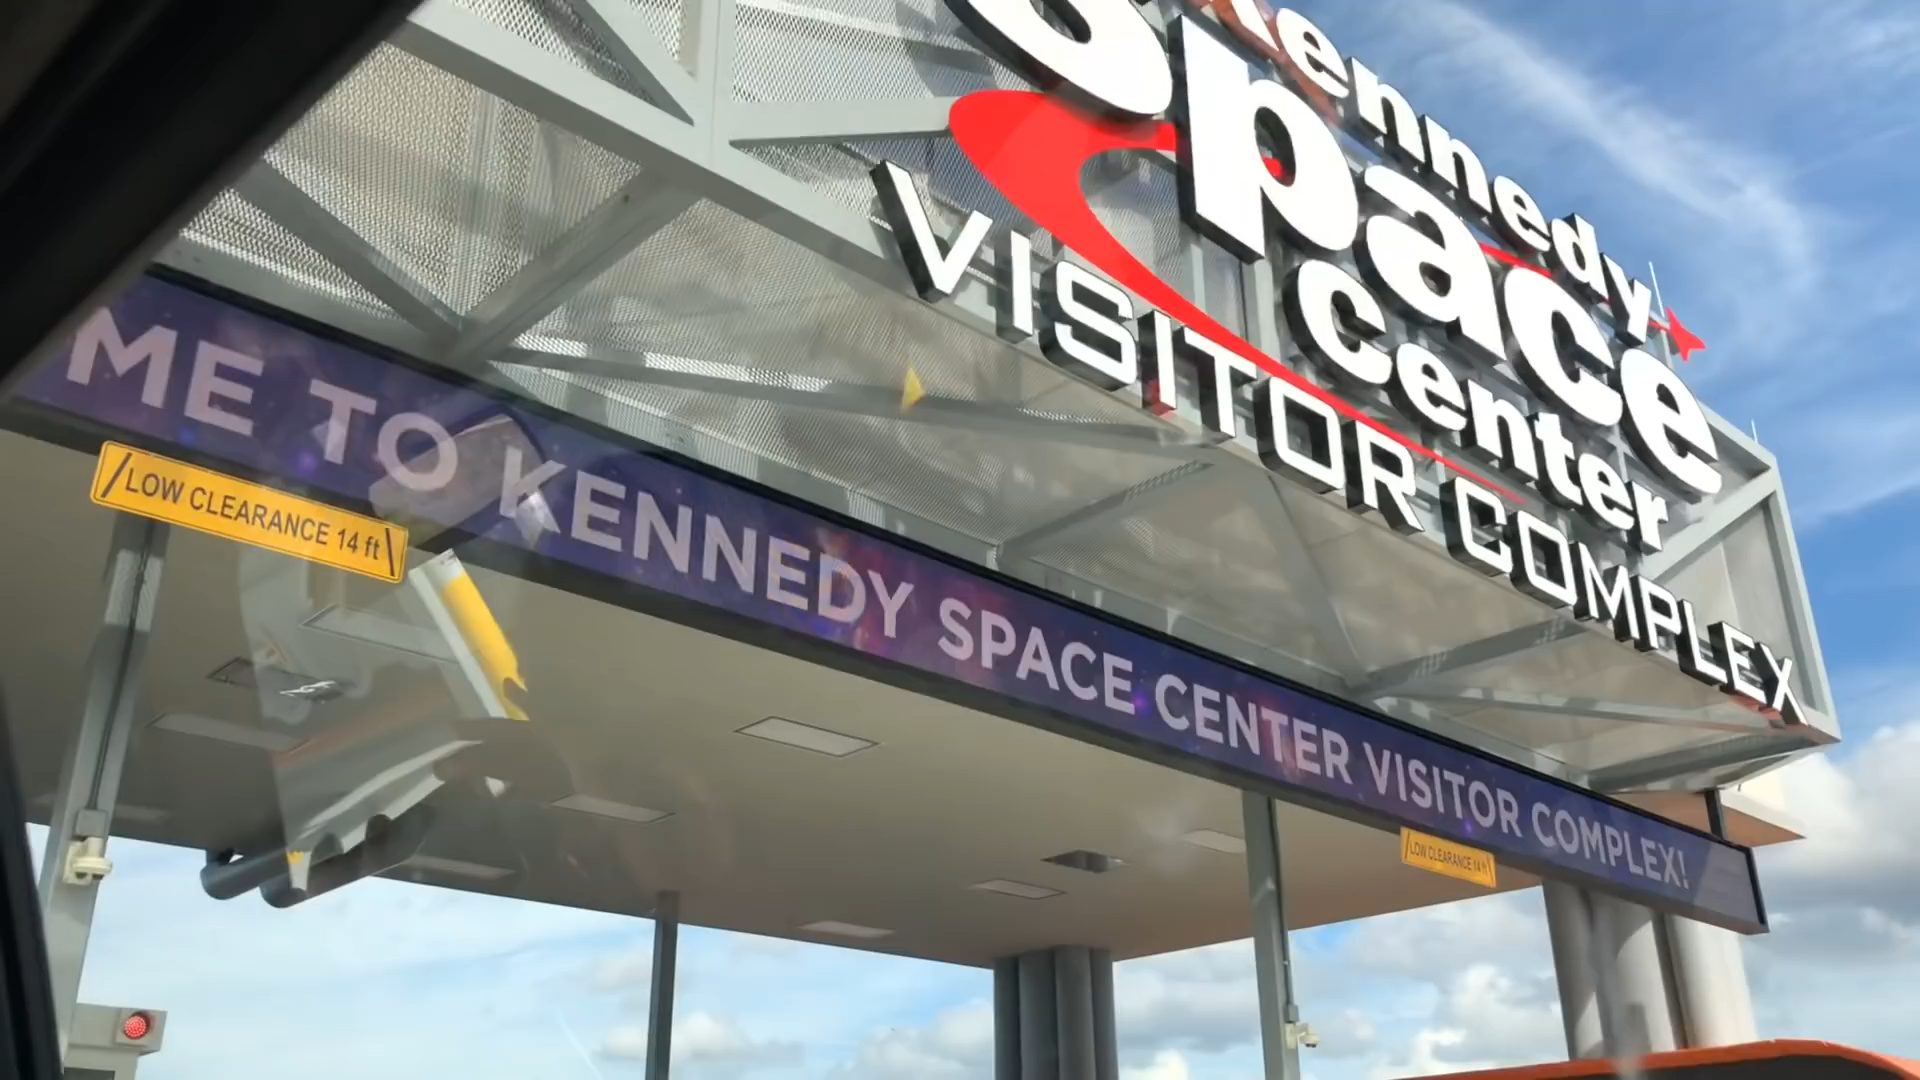 Kennedy
Space
center
VISITOR COMPLEX
ME TO KENNEDY SPACE CENTER VISITOR COMPLEX!
LOW CLEARANCE 14 ft
LOW CLEARANCE 14 ft